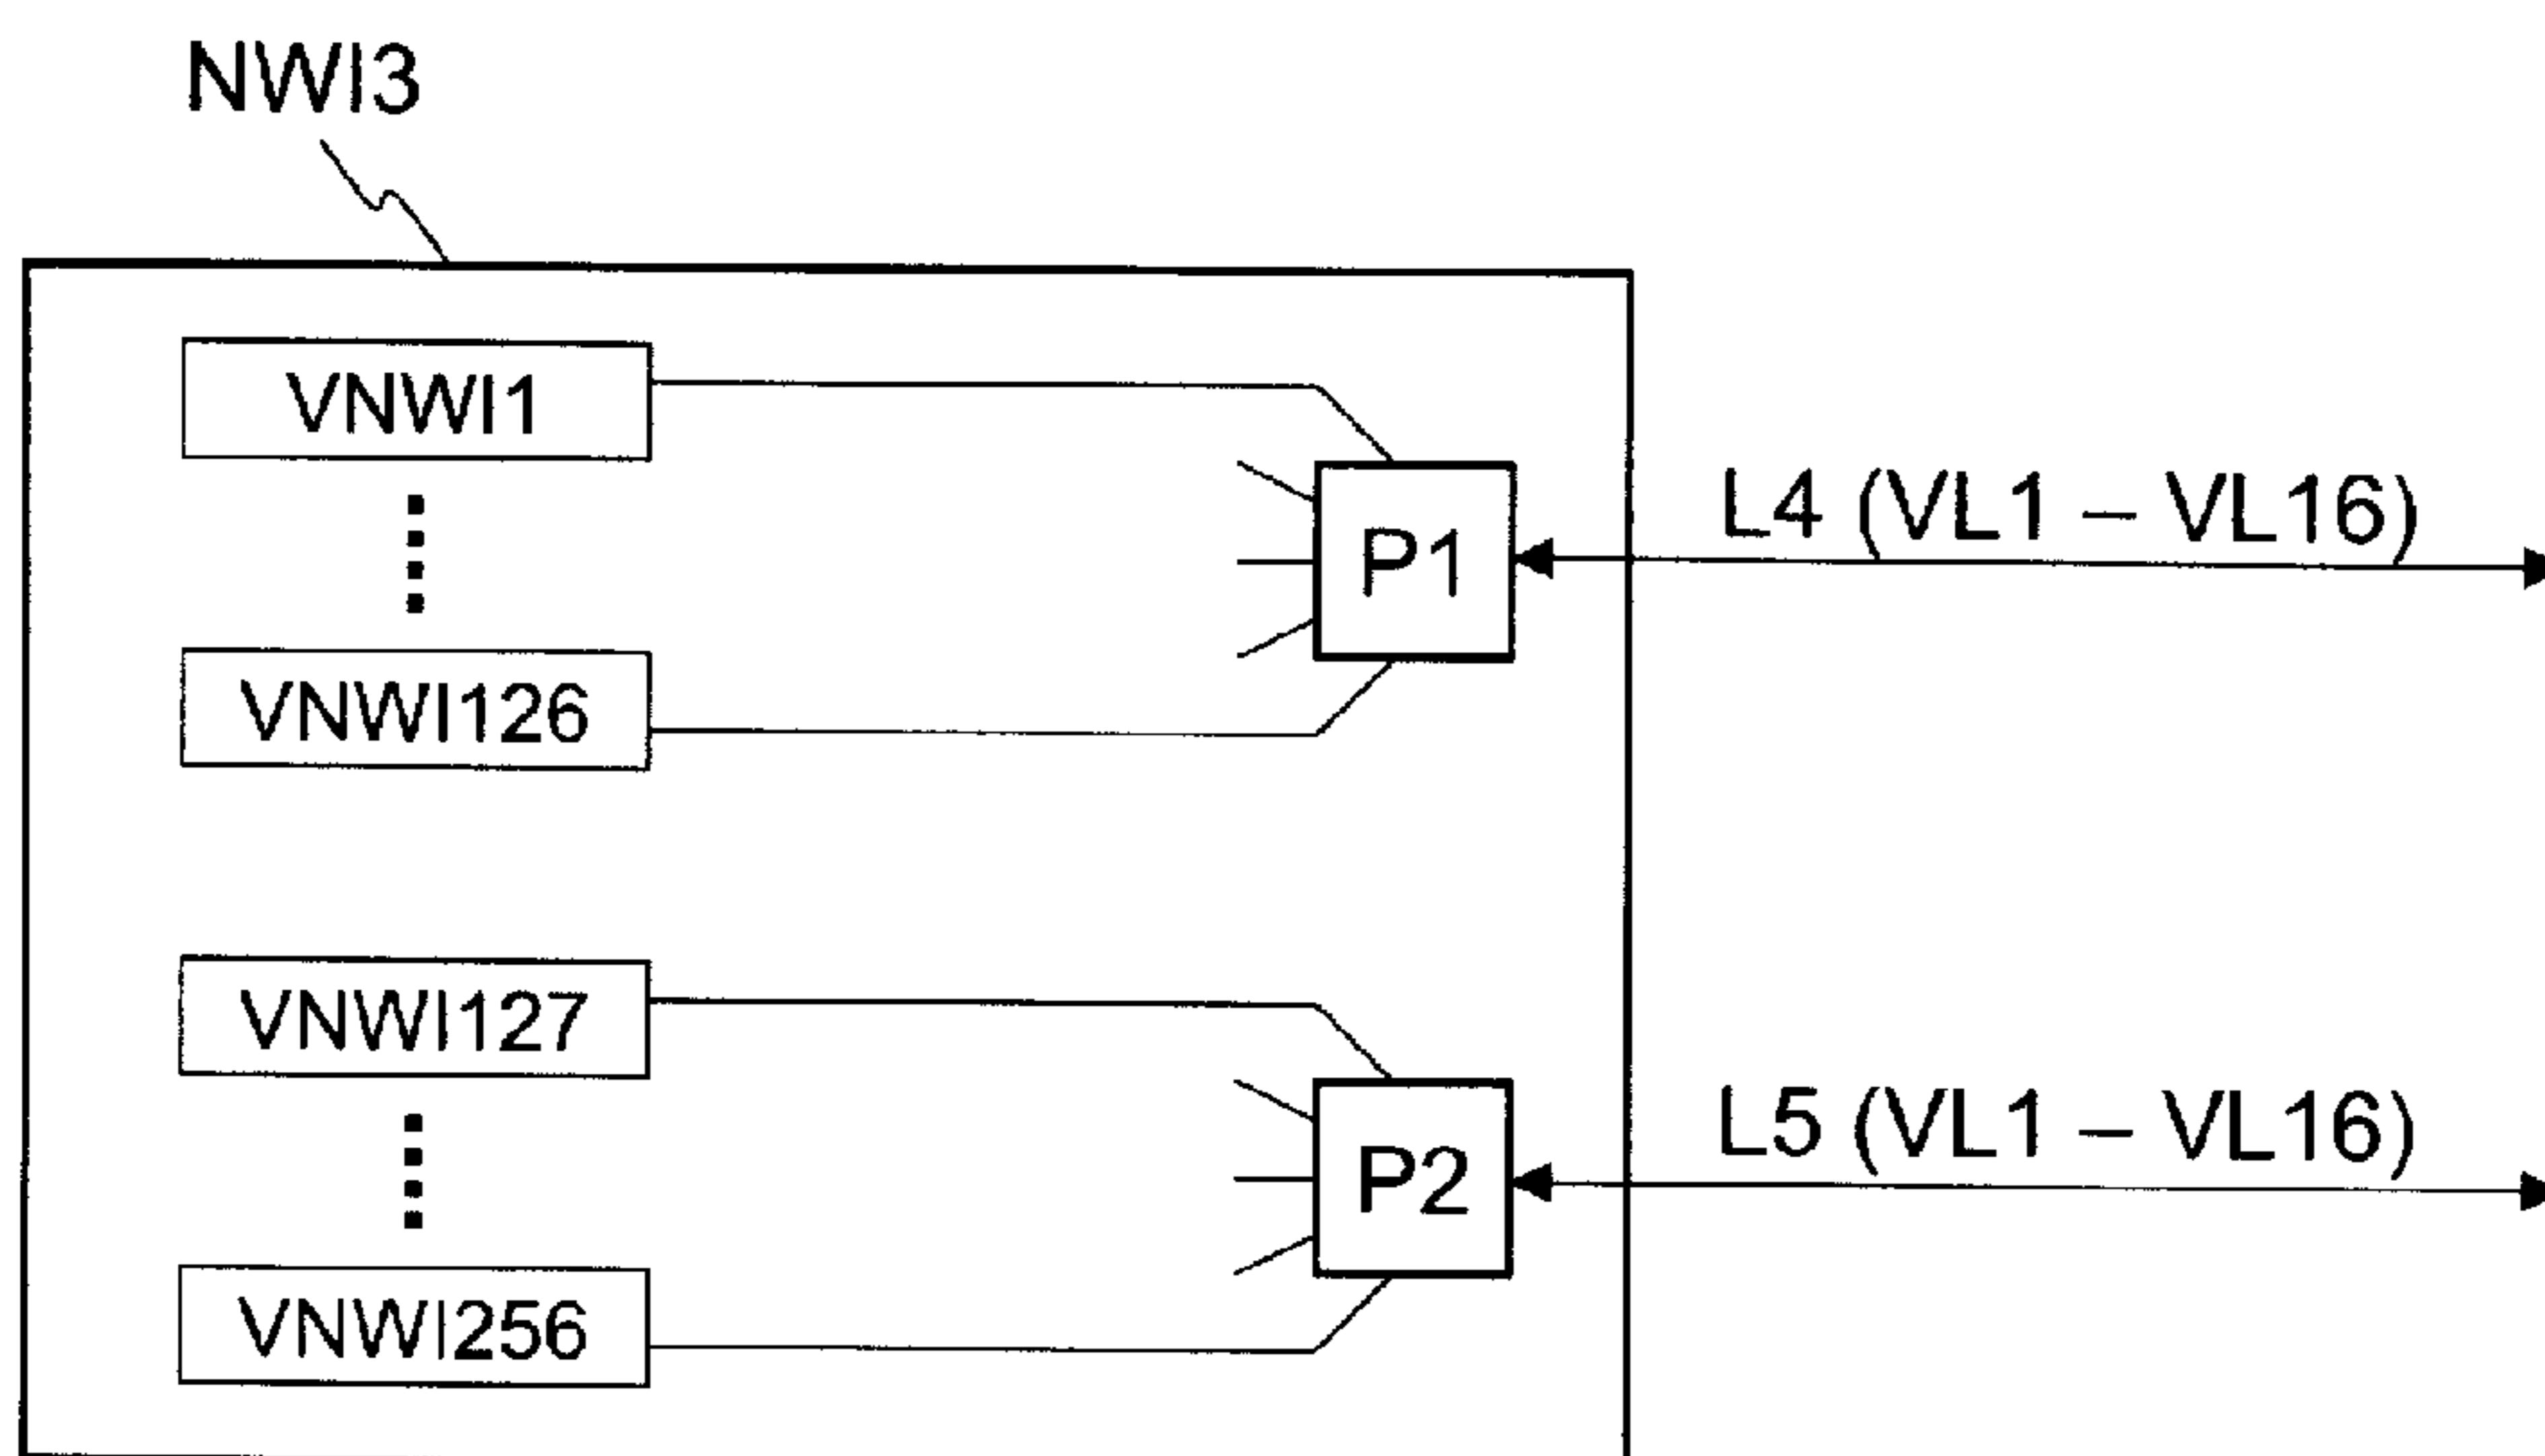 NWI3
VNWI1
P1
L4 (VL1 – VL16)
VNWI126
VNWI127
P2
L5 (VL1 – VL16)
VNWI256